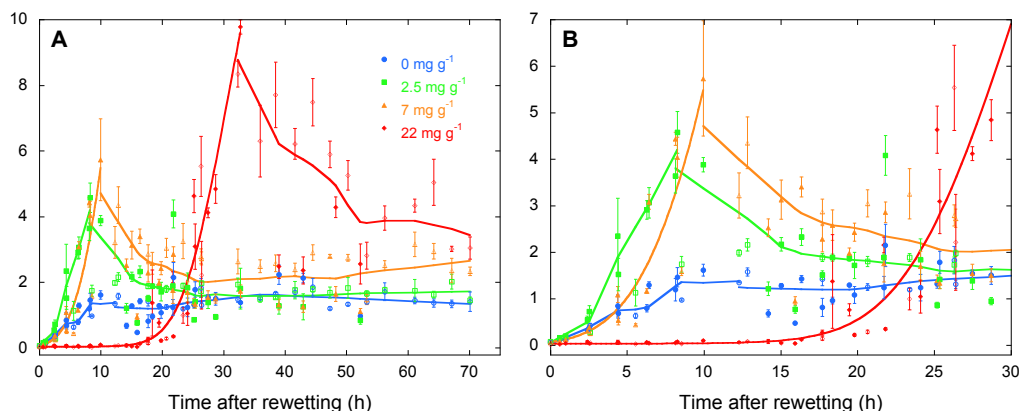 A
0 mg g⁻¹
2.5 mg g⁻¹
7 mg g⁻¹
22 mg g⁻¹
10
8
6
4
2
0
0 10 20 30 40 50 60 70
Time after rewetting (h)
B
7
6
5
4
3
2
1
0
0 5 10 15 20 25 30
Time after rewetting (h)